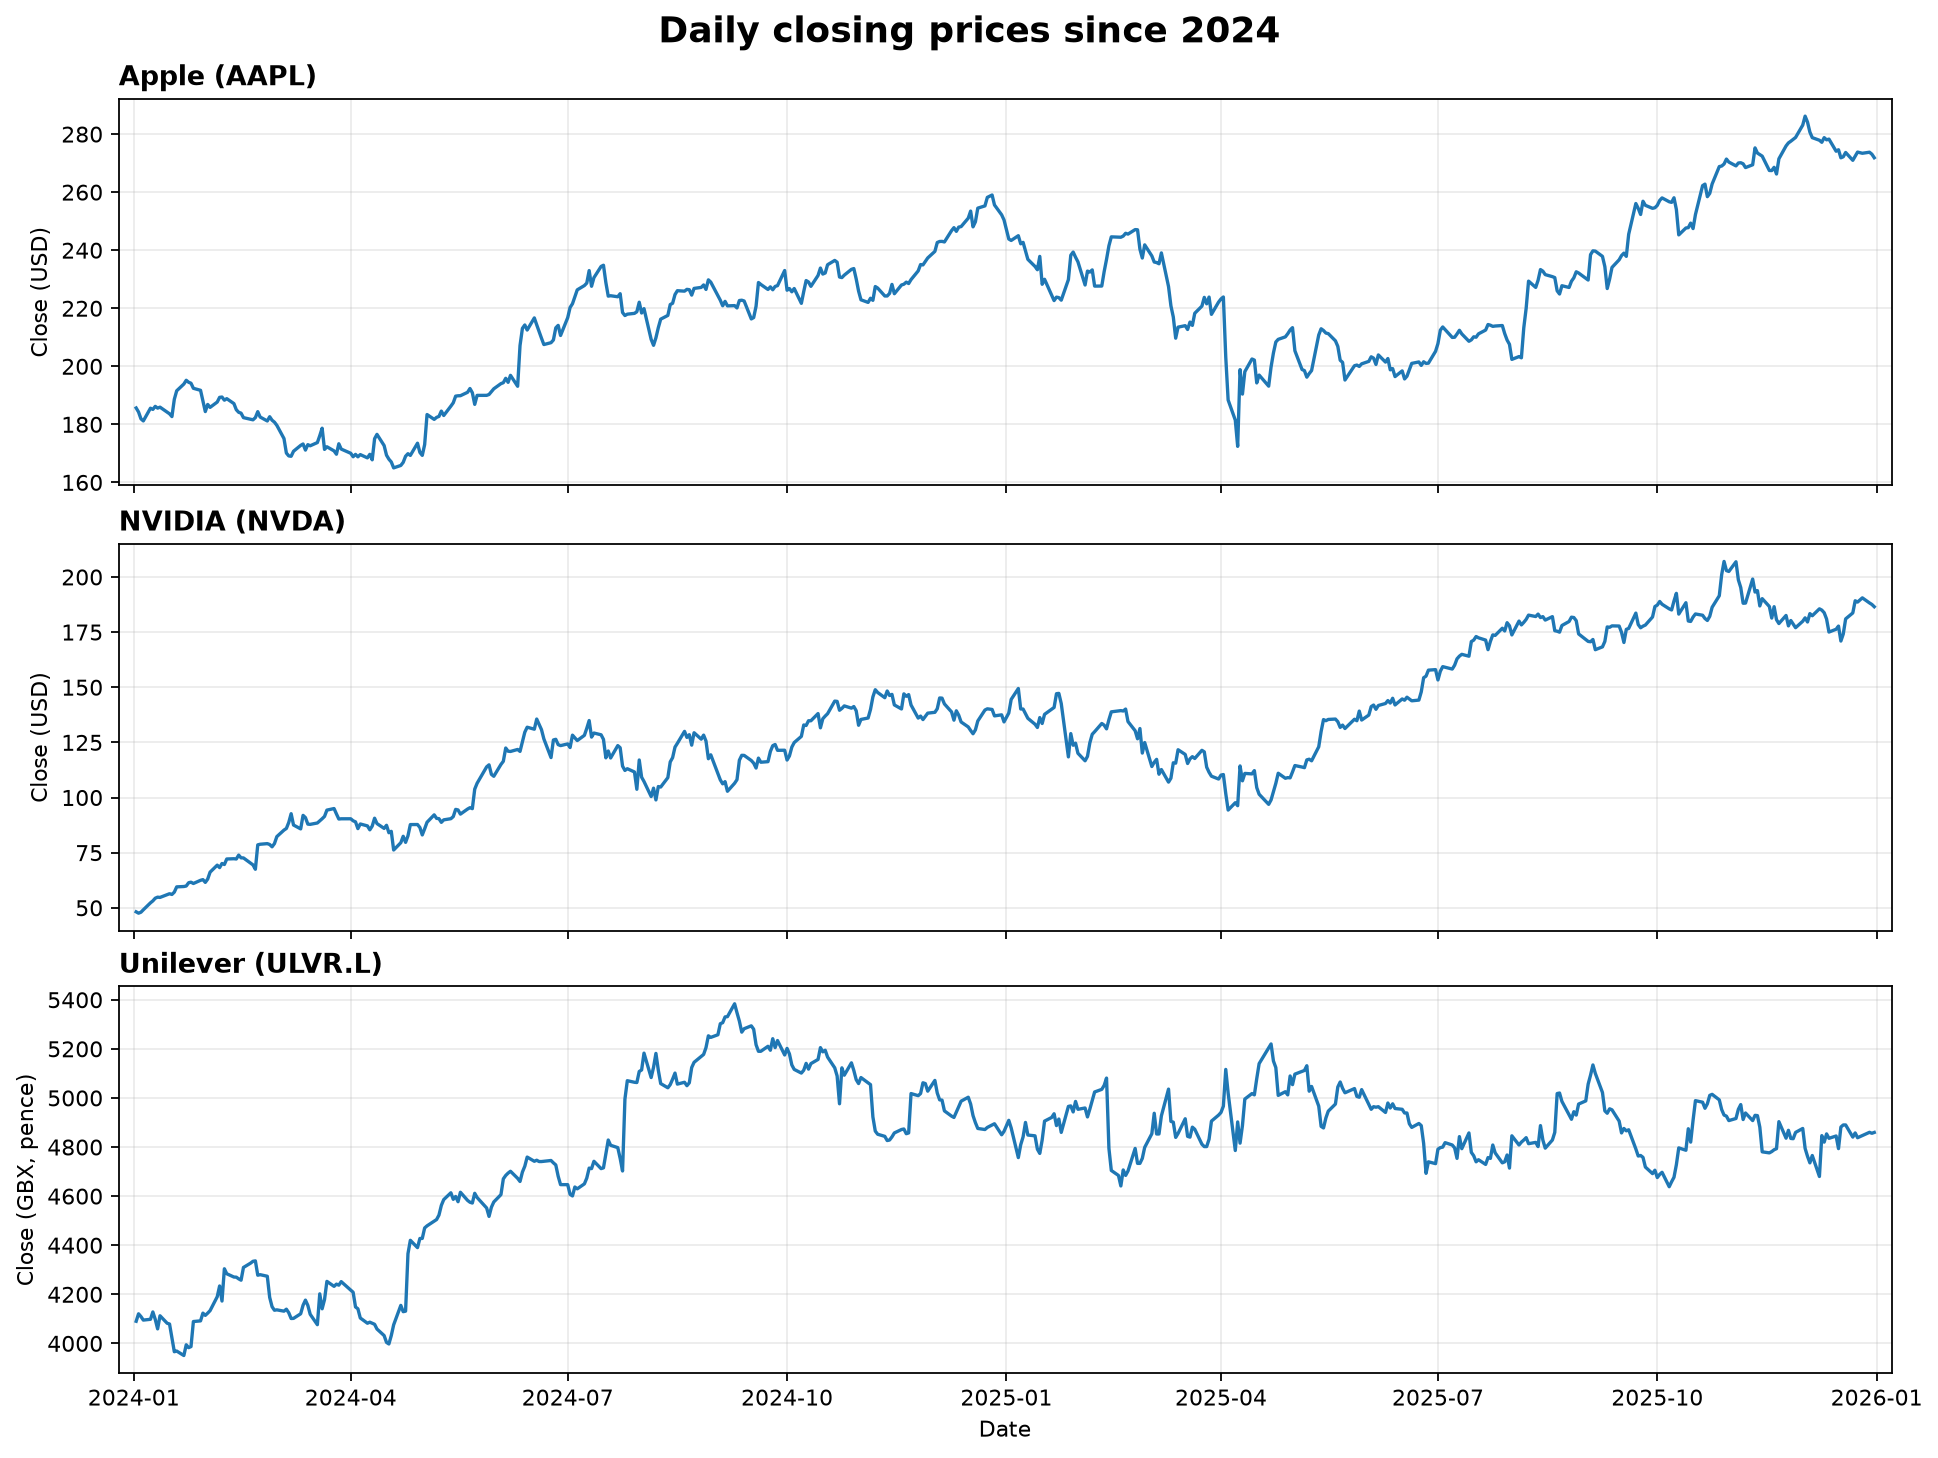 Daily closing prices since 2024
Apple (AAPL)
Close (USD)
280
260
240
220
200
180
160
NVIDIA (NVDA)
Close (USD)
200
175
150
125
100
75
50
Unilever (ULVR.L)
Close (GBX, pence)
5400
5200
5000
4800
4600
4400
4200
4000
2024-01 2024-04 2024-07 2024-10 2025-01 2025-04 2025-07 2025-10 2026-01
Date